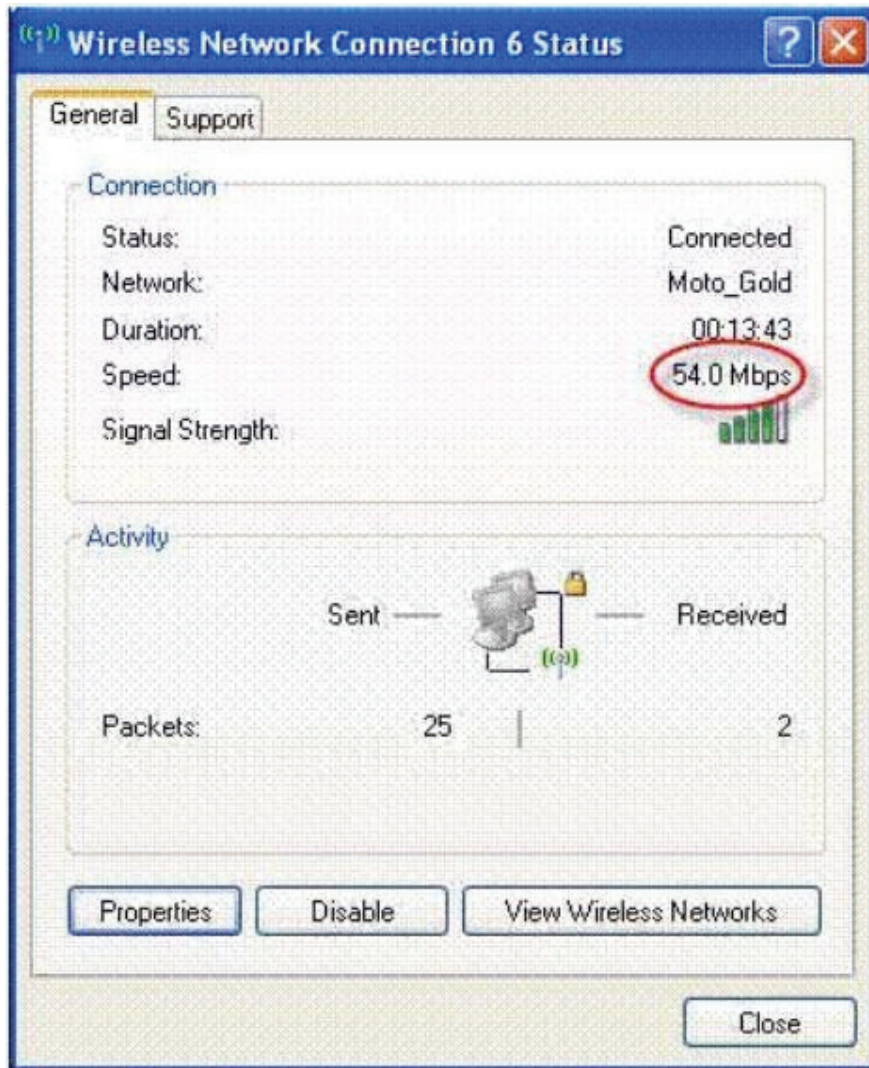 Wireless Network Connection 6 Status
General Support
Connection
Status: Connected
Network: Moto_Gold
Duration: 00:13:43
Speed: 54.0 Mbps
Signal Strength:
Activity
Sent Received
Packets: 25 2
Properties Disable View Wireless Networks
Close